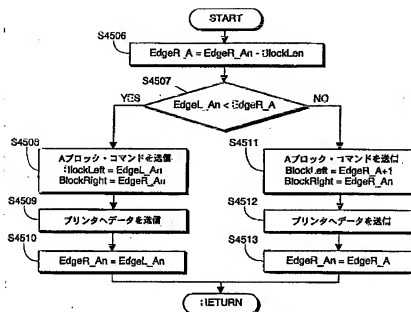 START
S4506
EdgeR_A = EdgeR_An - BlockLen
S4507
EdgeL_An < EdgeR_A
YES
NO
S4508
Aブロック・コマンドを送信
BlockLeft = EdgeL_An
BlockRight = EdgeR_An
S4509
プリンタへデータを送信
S4510
EdgeR_An = EdgeL_An
S4511
Aブロック・コマンドを送信
BlockLeft = EdgeR_A+1
BlockRight = EdgeR_An
S4512
プリンタへデータを送信
S4513
EdgeR_An = EdgeR_A
RETURN